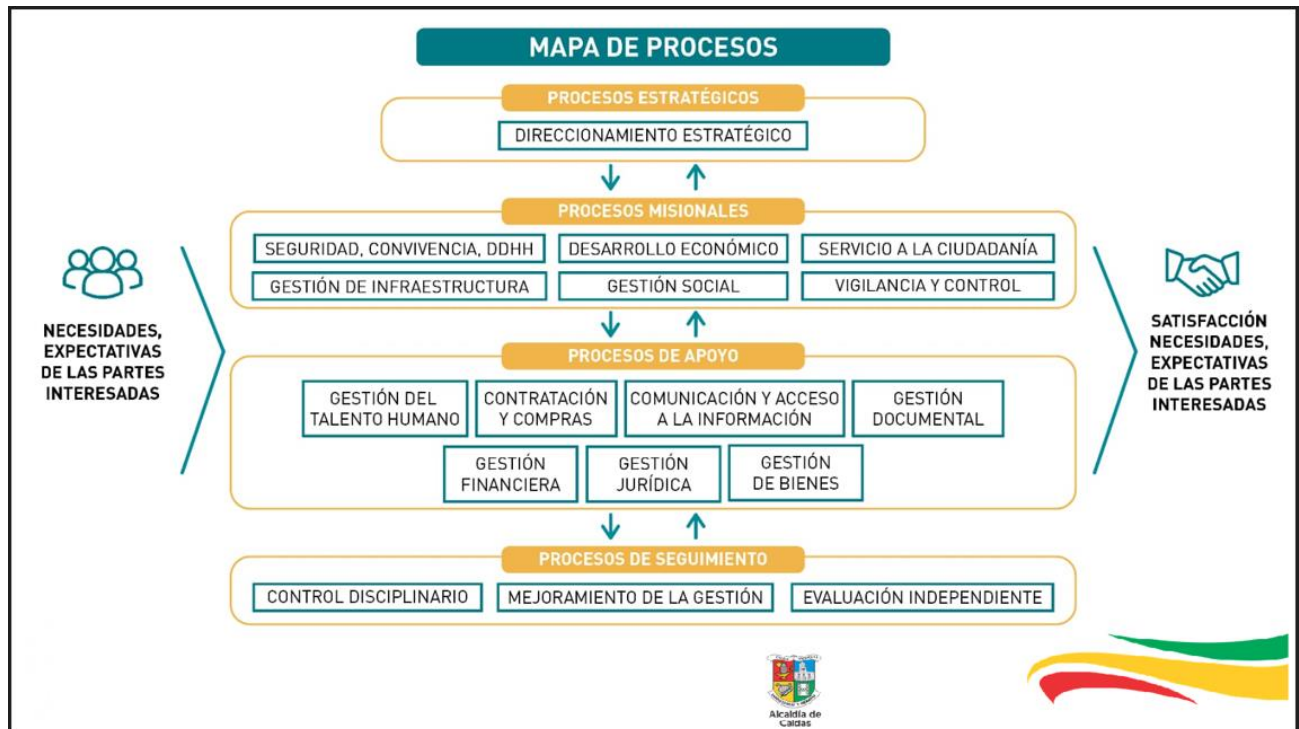 MAPA DE PROCESOS
PROCESOS ESTRATÉGICOS
DIRECCIONAMIENTO ESTRATÉGICO
PROCESOS MISIONALES
SEGURIDAD, CONVIVENCIA, DDHH
DESARROLLO ECONÓMICO
SERVICIO A LA CIUDADANÍA
GESTIÓN DE INFRAESTRUCTURA
GESTIÓN SOCIAL
VIGILANCIA Y CONTROL
NECESIDADES,
EXPECTATIVAS
DE LAS PARTES
INTERESADAS
PROCESOS DE APOYO
GESTIÓN DEL
TALENTO HUMANO
CONTRATACIÓN
Y COMPRAS
COMUNICACIÓN Y ACCESO
A LA INFORMACIÓN
GESTIÓN
DOCUMENTAL
GESTIÓN
FINANCIERA
GESTIÓN
JURÍDICA
GESTIÓN
DE BIENES
SATISFACCIÓN
NECESIDADES,
EXPECTATIVAS
DE LAS PARTES
INTERESADAS
PROCESOS DE SEGUIMIENTO
CONTROL DISCIPLINARIO
MEJORAMIENTO DE LA GESTIÓN
EVALUACIÓN INDEPENDIENTE
Alcaldía de
Caldas